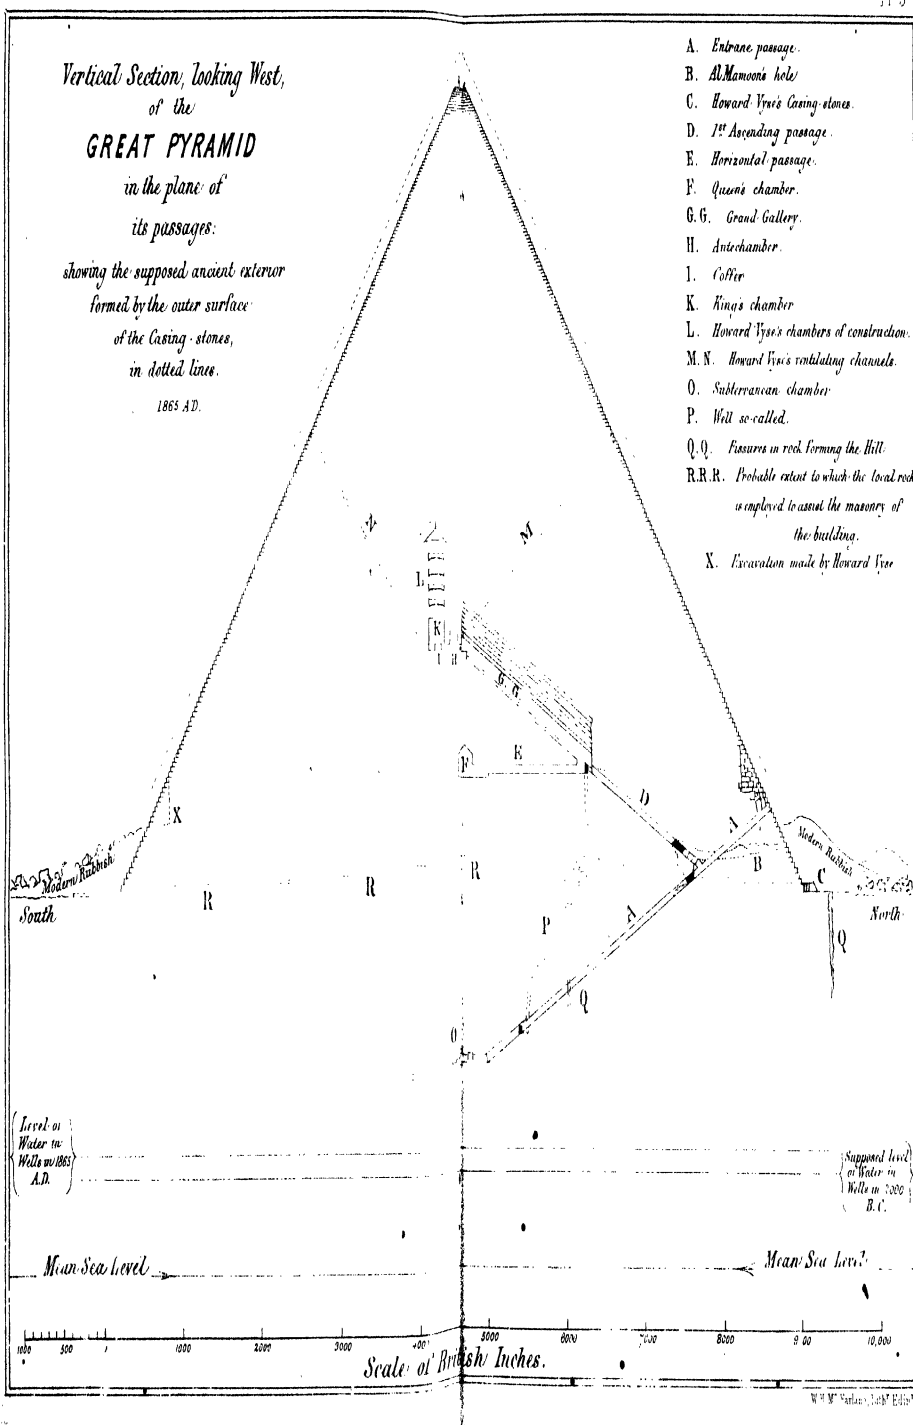 Vertical Section, looking West,
of the
GREAT PYRAMID
in the plane of
its passages:
showing the supposed ancient exterior
formed by the outer surface
of the Casing-stones,
in dotted lines.
1865 A.D.
A. Entrane passage.
B. Al Mamoon's hole
C. Howard Vyse's Casing-stones.
D. 1st Ascending passage.
E. Horizontal passage.
F. Queen's chamber.
G.G. Grand Gallery.
H. Antechamber.
I. Coffer
K. King's chamber
L. Howard Vyse's chambers of construction.
M.N. Howard Vyse's ventilating channels.
O. Subterranean chamber
P. Well so-called.
Q.Q. Fissures in rock forming the Hill
R.R.R. Probable extent to which the local rock
is employed to assist the masonry of
the building.
X. Excavation made by Howard Vyse
N
M
L
K
I H
G.G.
F
E
D
A
X
Modern Rubbish
B
Modern Rubbish
C
South
R
R
R
North
P
A
Q
Q
O
Level of
Water in
Wells in 1865
A.D.
Supposed level
of Water in
Wells in 2000
B.C.
Mean Sea Level
Mean Sea Level
1000 500 1000 2000 3000 5000 6000 7000 8000 10,000
Scale of British Inches.